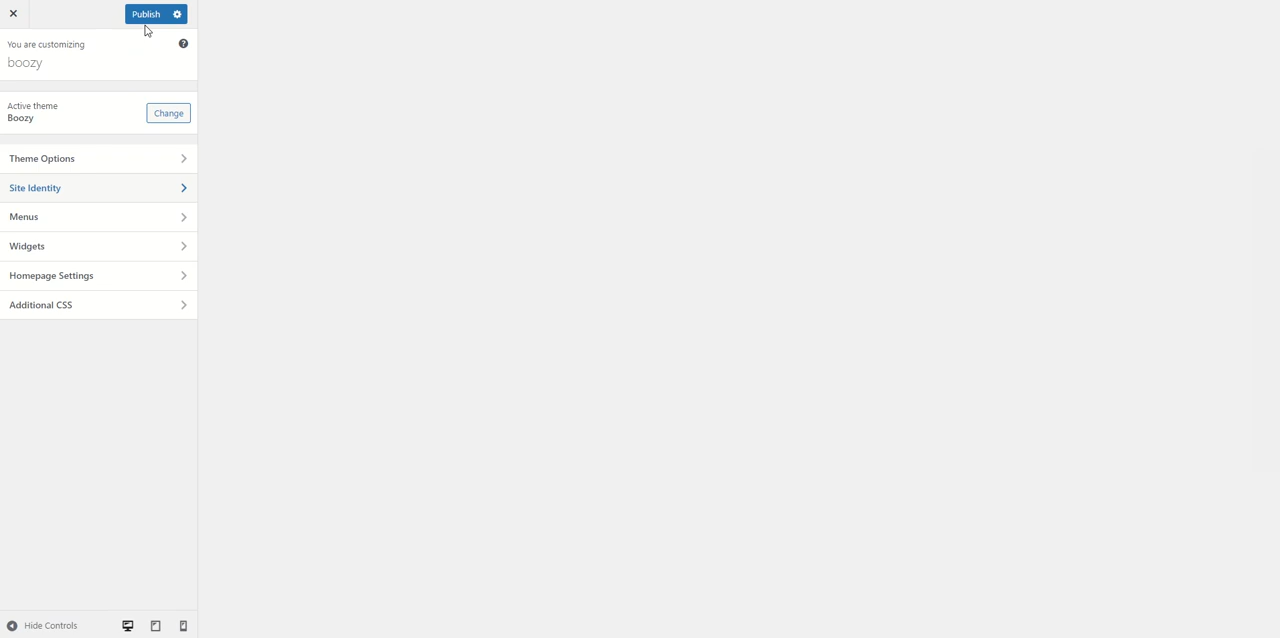 Publish
You are customizing
boozy
Active theme
Boozy
Change
Theme Options
Site Identity
Menus
Widgets
Homepage Settings
Additional CSS
Hide Controls